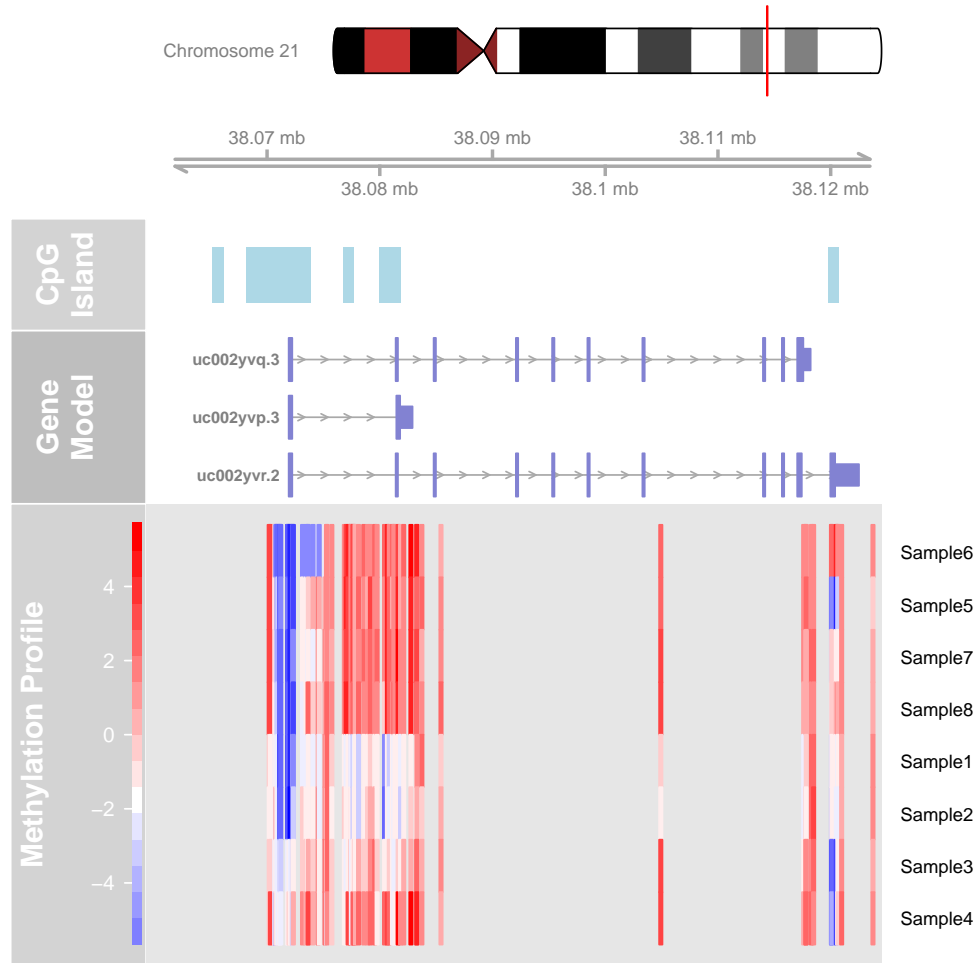 Chromosome 21
38.07 mb 38.09 mb 38.11 mb
38.08 mb 38.1 mb 38.12 mb
CpG
Island
Gene
Model
uc002yvq.3
uc002yvp.3
uc002yvr.2
Methylation Profile
4
2
0
−2
−4
Sample6
Sample5
Sample7
Sample8
Sample1
Sample2
Sample3
Sample4